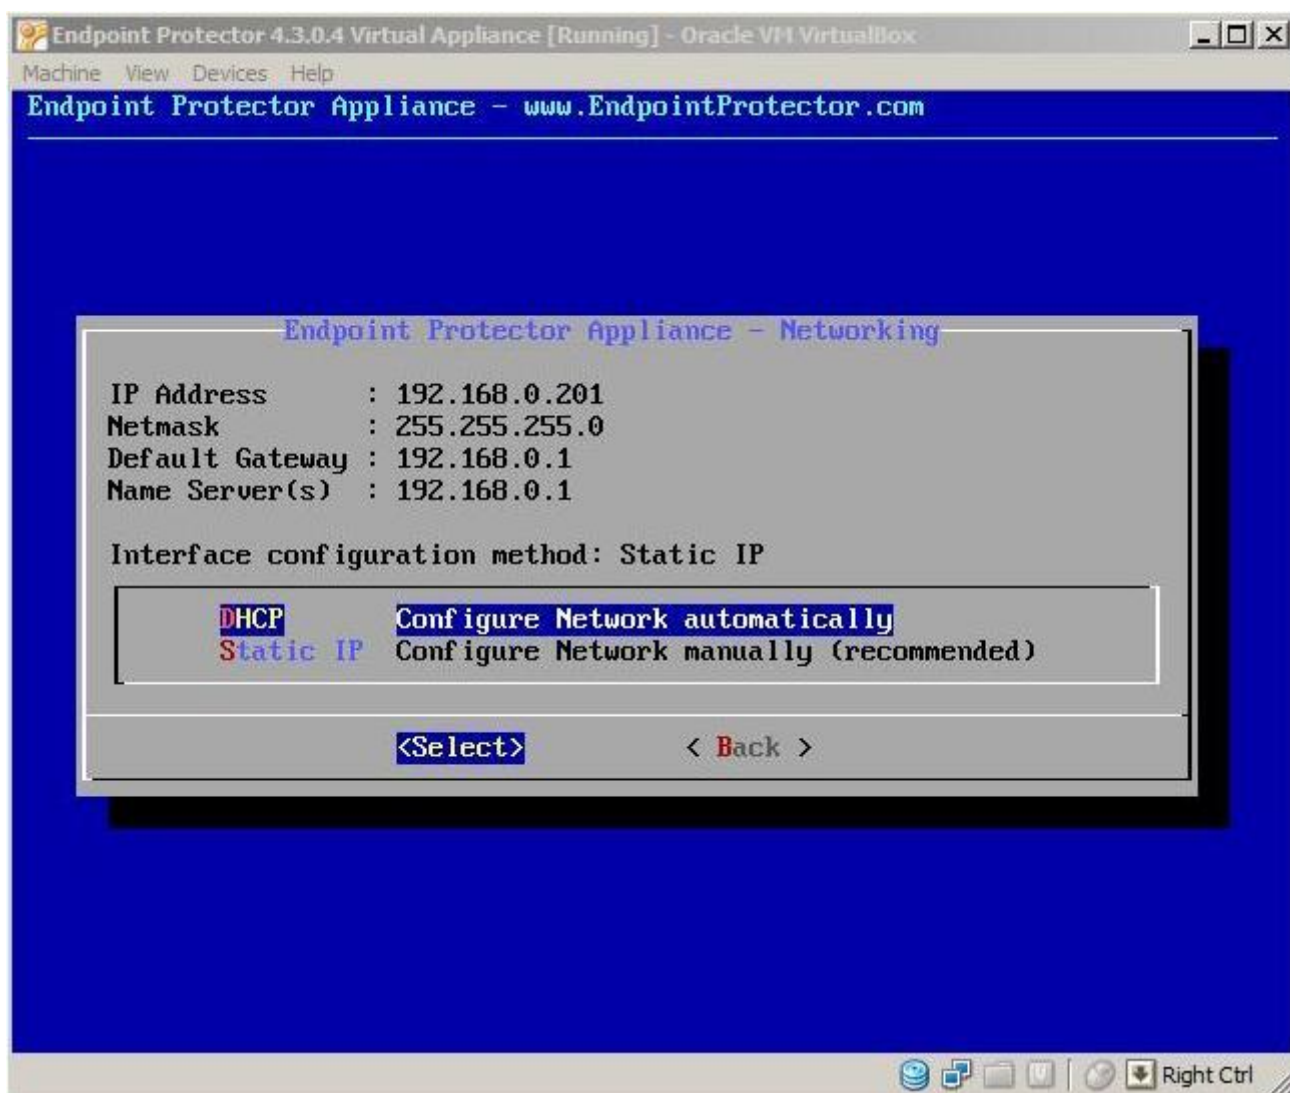 Endpoint Protector 4.3.0.4 Virtual Appliance [Running] - Oracle VM VirtualBox
Machine View Devices Help
Endpoint Protector Appliance - www.EndpointProtector.com
Endpoint Protector Appliance - Networking
IP Address : 192.168.0.201
Netmask : 255.255.255.0
Default Gateway : 192.168.0.1
Name Server(s) : 192.168.0.1
Interface configuration method: Static IP
DHCP Configure Network automatically
Static IP Configure Network manually (recommended)
<Select> < Back >
Right Ctrl